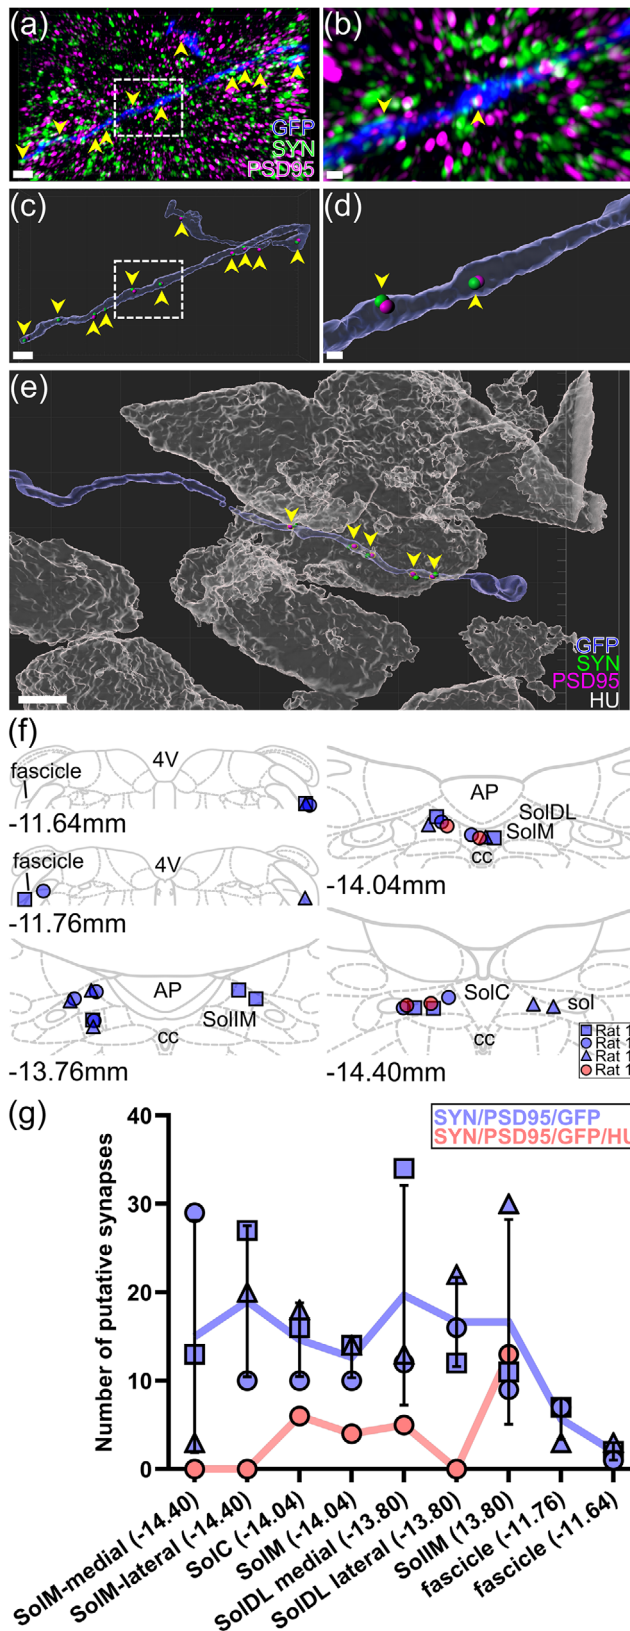 (a)
GFP
SYN
PSD95
(b)
(c)
(d)
(e)
GFP
SYN
PSD95
HU
(f)
4V
fascicle
-11.64mm
4V
fascicle
-11.76mm
AP
SolIM
cc
-13.76mm
AP
SolDL
SolM
cc
-14.04mm
SolC
sol
cc
-14.40mm
Rat 1
Rat 1
Rat 1
Rat 1
(g)
SYN/PSD95/GFP
SYN/PSD95/GFP/HU
Number of putative synapses
40
30
20
10
0
SolM-medial (-14.40)
SolM-lateral (-14.40)
SolC (-14.04)
SolM (-14.04)
SolDL medial (-13.80)
SolDL lateral (-13.80)
SolIM (13.80)
fascicle (-11.76)
fascicle (-11.64)